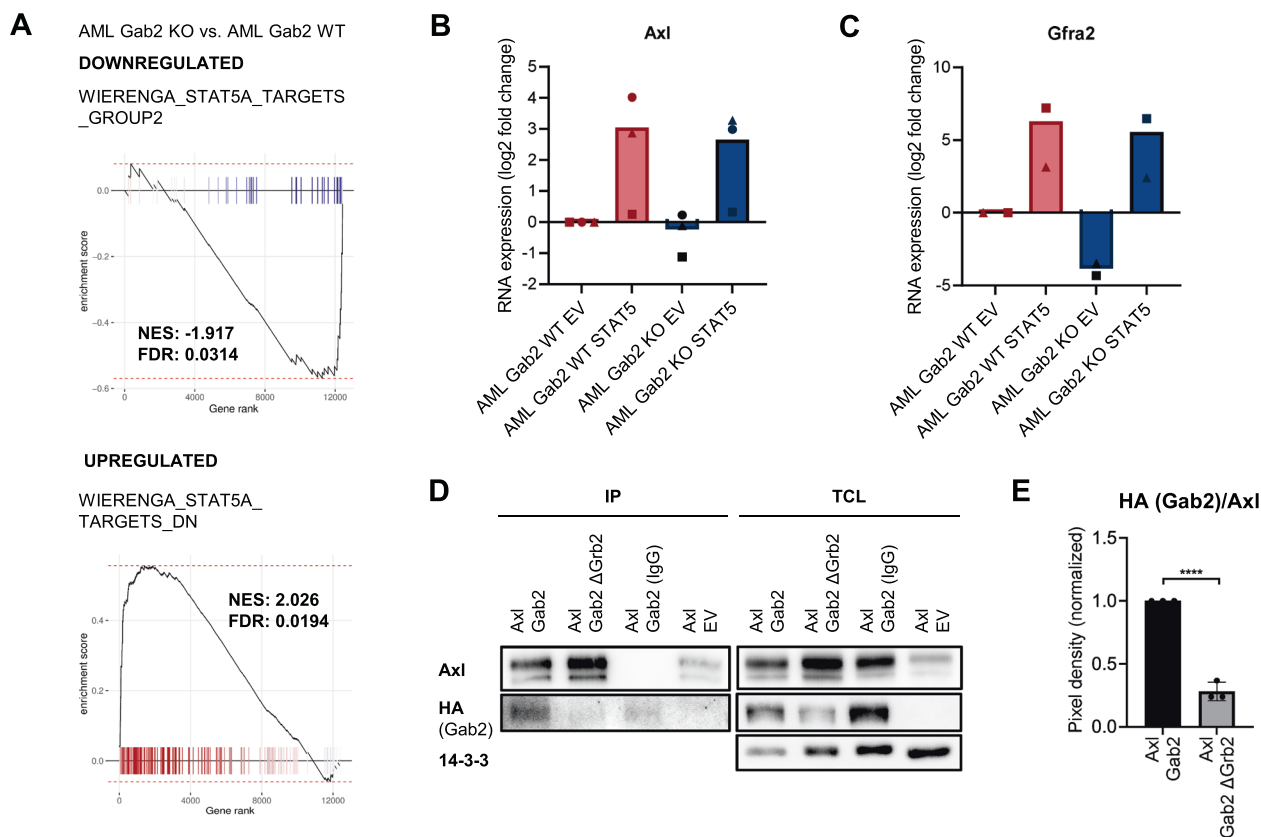 A
AML Gab2 KO vs. AML Gab2 WT
DOWNREGULATED
WIERENGA_STAT5A_TARGETS
_GROUP2
enrichment score
0.0
−0.2
−0.4
−0.6
NES: -1.917
FDR: 0.0314
0
4000
8000
12000
Gene rank
UPREGULATED
WIERENGA_STAT5A_
TARGETS_DN
enrichment score
0.4
0.2
0.0
NES: 2.026
FDR: 0.0194
0
4000
8000
12000
Gene rank
B
Axl
RNA expression (log2 fold change)
5
4
3
2
1
0
-1
-2
AML Gab2 WT EV
AML Gab2 WT STAT5
AML Gab2 KO EV
AML Gab2 KO STAT5
C
Gfra2
RNA expression (log2 fold change)
10
5
0
-5
AML Gab2 WT EV
AML Gab2 WT STAT5
AML Gab2 KO EV
AML Gab2 KO STAT5
D
IP
TCL
Axl
Gab2
Axl
Gab2 ΔGrb2
Axl
Gab2 (IgG)
Axl
EV
Axl
Gab2
Axl
Gab2 ΔGrb2
Axl
Gab2 (IgG)
Axl
EV
Axl
HA
(Gab2)
14-3-3
E
HA (Gab2)/Axl
Pixel density (normalized)
1.5
1.0
0.5
0.0
****
Axl
Gab2
Axl
Gab2 ΔGrb2